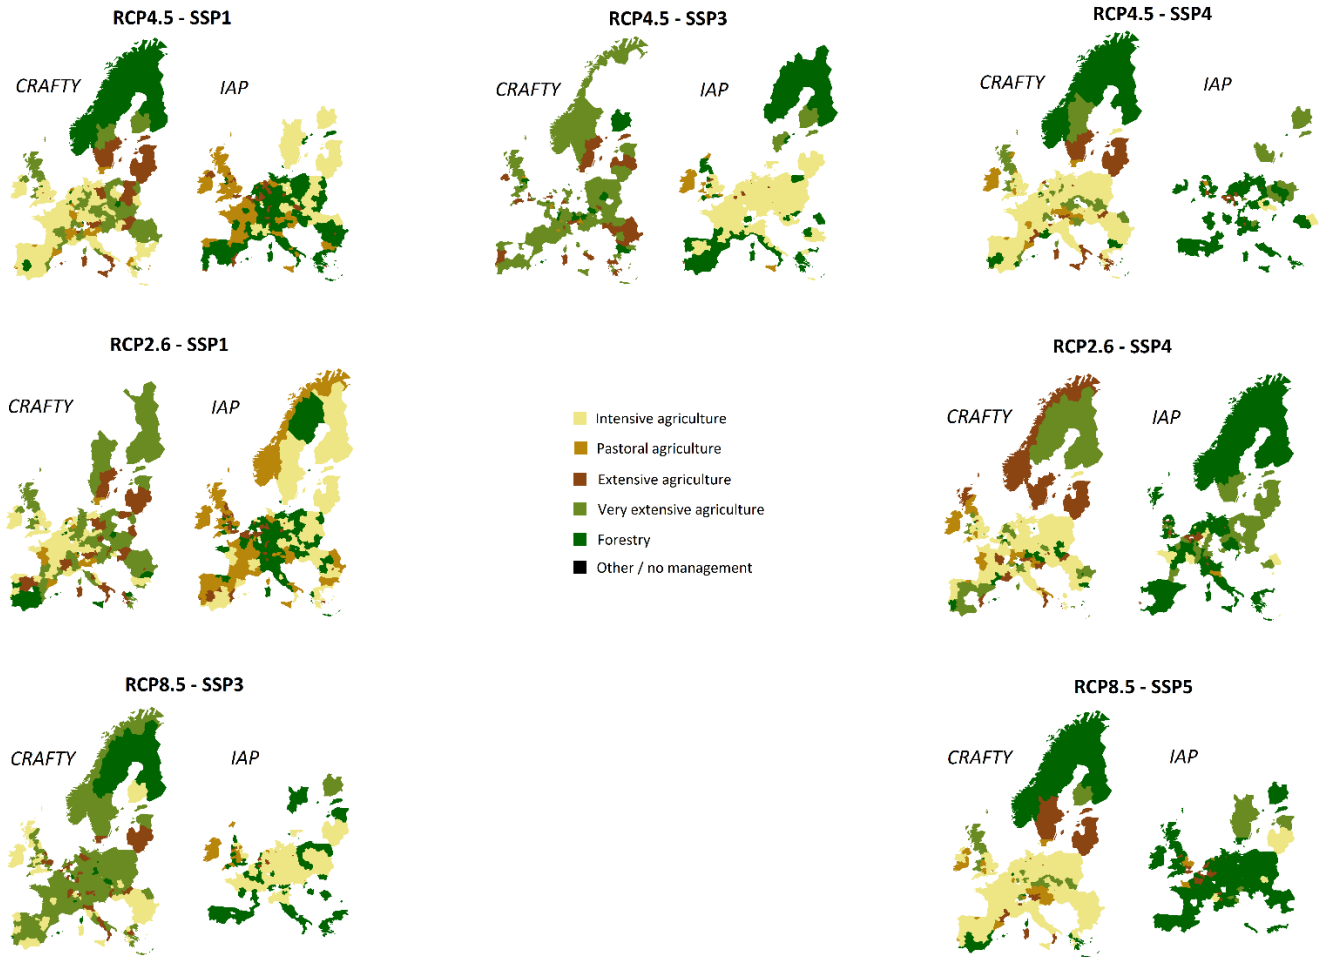 RCP4.5 - SSP1
CRAFTY
IAP
RCP4.5 - SSP3
CRAFTY
IAP
RCP4.5 - SSP4
CRAFTY
IAP
RCP2.6 - SSP1
CRAFTY
IAP
Intensive agriculture
Pastoral agriculture
Extensive agriculture
Very extensive agriculture
Forestry
Other / no management
RCP2.6 - SSP4
CRAFTY
IAP
RCP8.5 - SSP3
CRAFTY
IAP
RCP8.5 - SSP5
CRAFTY
IAP